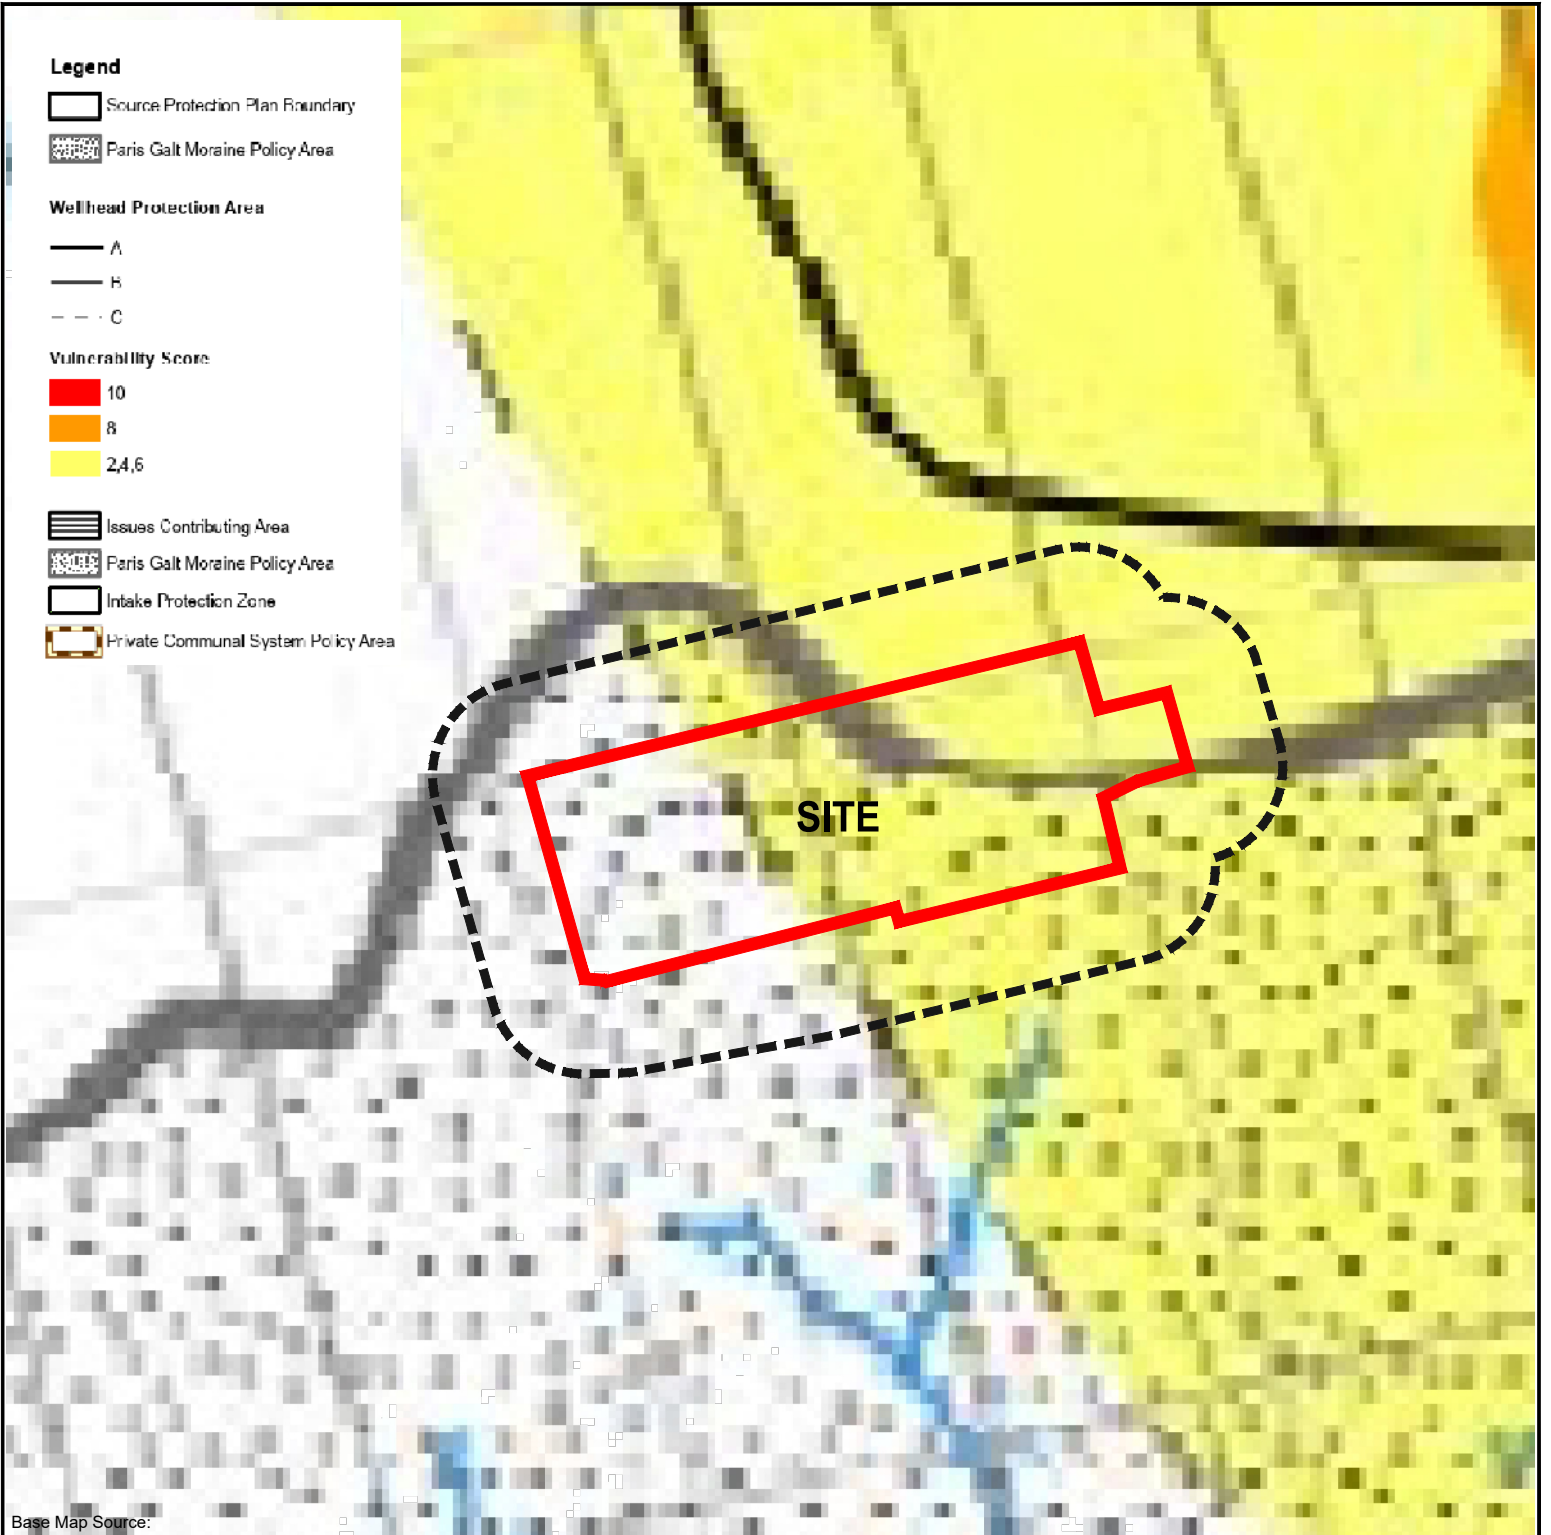 Legend
Source Protection Plan Boundary
Paris Galt Moraine Policy Area
Wellhead Protection Area
A
B
C
Vulnerability Score
10
8
2,4,6
Issues Contributing Area
Paris Galt Moraine Policy Area
Intake Protection Zone
Private Communal System Policy Area
SITE
Base Map Source: